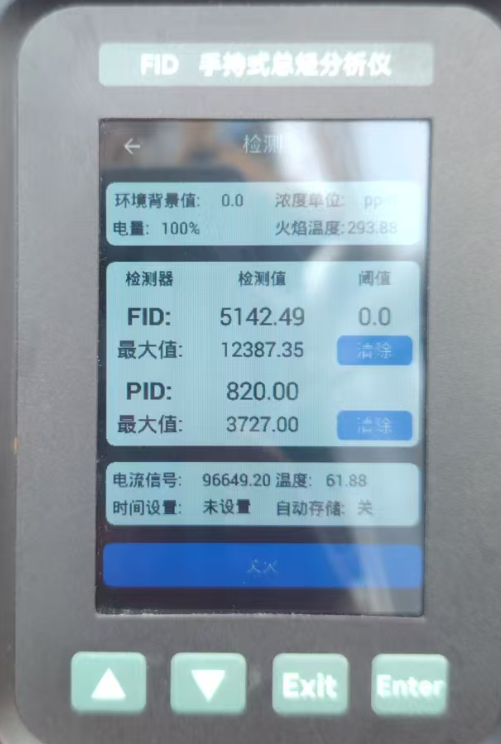 FID 手持式总烃分析仪
← 检测
环境背景值: 0.0 浓度单位: ppm
电量: 100% 火焰温度: 293.88
检测器 检测值 阈值
FID: 5142.49 0.0
最大值: 12387.35 清除
PID: 820.00
最大值: 3727.00 清除
电流信号: 96649.20 温度: 61.88
时间设置: 未设置 自动存储: 关
Exit Enter